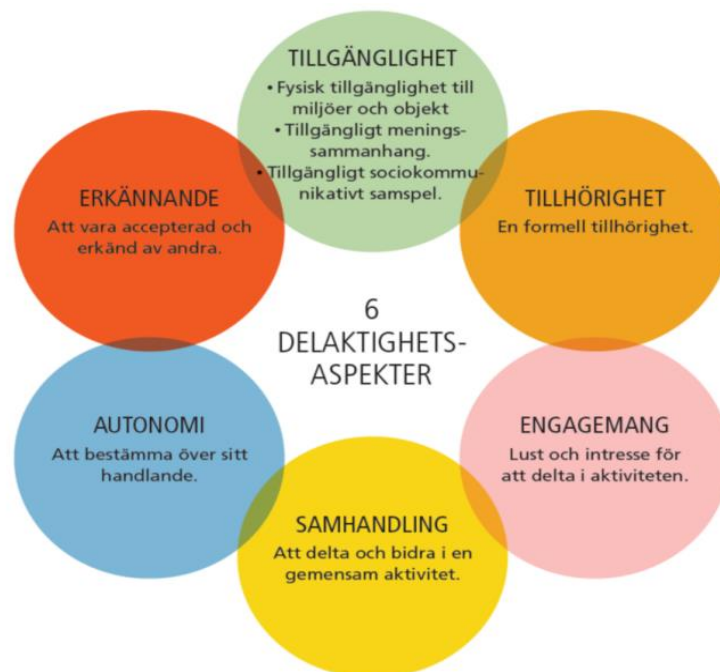 TILLGÄNGLIGHET
• Fysisk tillgänglighet till
miljöer och objekt
• Tillgängligt menings-
sammanhang.
• Tillgängligt sociokommu-
nikativt samspel.
TILLHÖRIGHET
En formell tillhörighet.
ENGAGEMANG
Lust och intresse för
att delta i aktiviteten.
SAMHANDLING
Att delta och bidra i en
gemensam aktivitet.
AUTONOMI
Att bestämma över sitt
handlande.
ERKÄNNANDE
Att vara accepterad och
erkänd av andra.
6
DELAKTIGHETS-
ASPEKTER